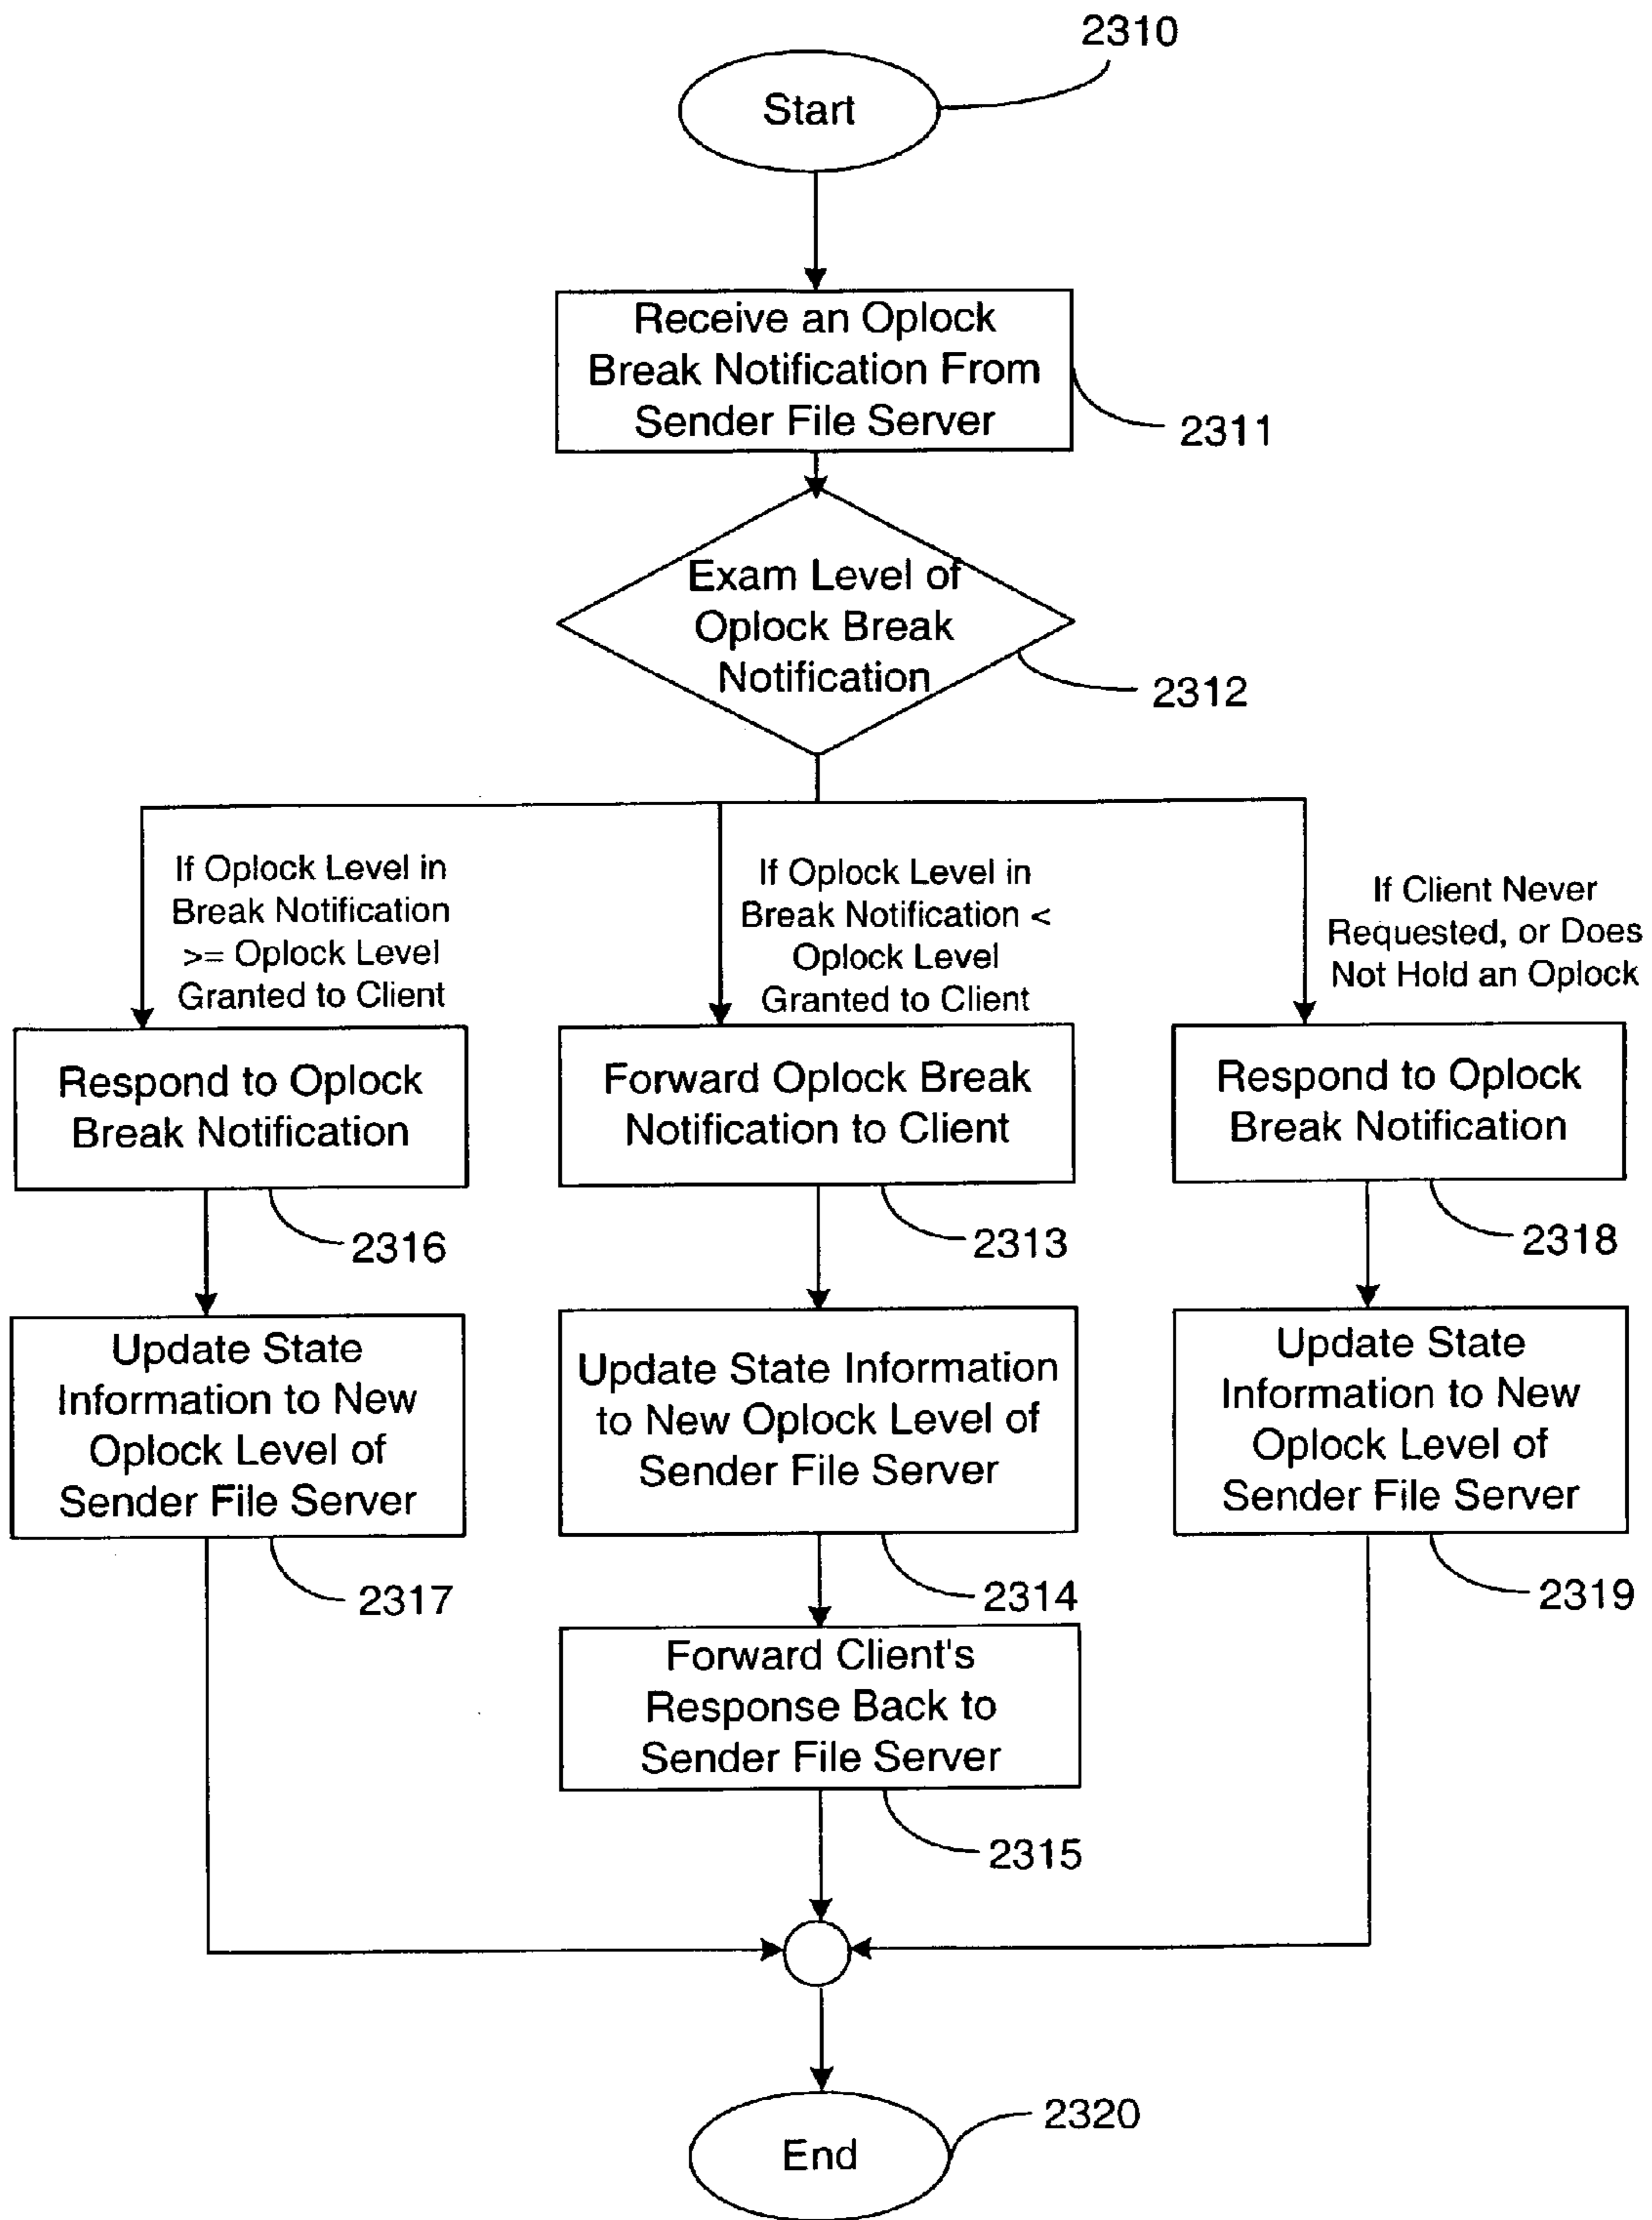 2310
Start
Receive an Oplock
Break Notification From
Sender File Server
2311
Exam Level of
Oplock Break
Notification
2312
If Oplock Level in
Break Notification
>= Oplock Level
Granted to Client
If Oplock Level in
Break Notification <
Oplock Level
Granted to Client
If Client Never
Requested, or Does
Not Hold an Oplock
Respond to Oplock
Break Notification
2316
Forward Oplock Break
Notification to Client
2313
Respond to Oplock
Break Notification
2318
Update State
Information to New
Oplock Level of
Sender File Server
2317
Update State Information
to New Oplock Level of
Sender File Server
2314
Update State
Information to New
Oplock Level of
Sender File Server
2319
Forward Client's
Response Back to
Sender File Server
2315
End
2320